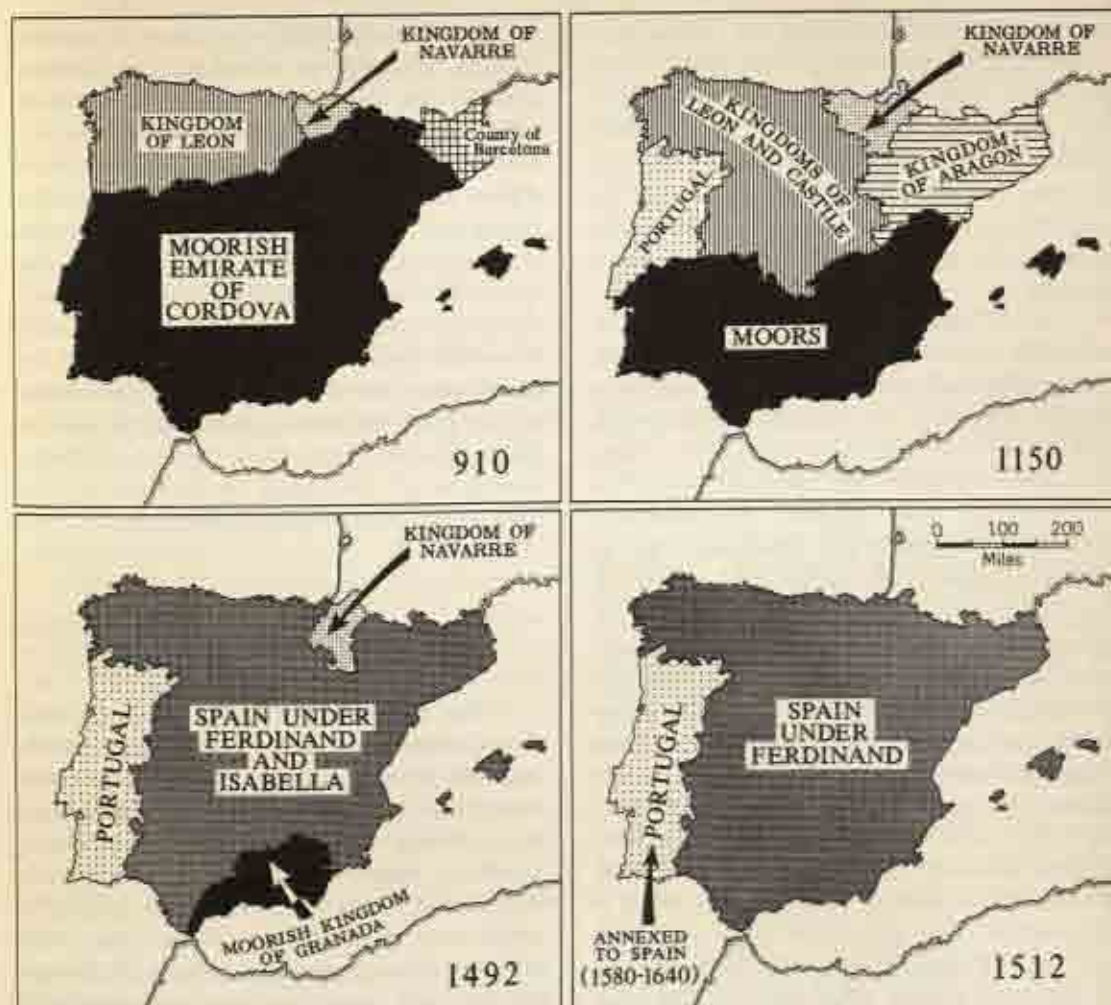 KINGDOM OF
NAVARRE
KINGDOM
OF LEON
County of
Barcelona
MOORISH
EMIRATE
OF
CORDOVA
910
KINGDOM OF
NAVARRE
KINGDOMS OF
LEON AND CASTILE
KINGDOM
OF ARAGON
PORTUGAL
MOORS
1150
KINGDOM OF
NAVARRE
SPAIN UNDER
FERDINAND
AND
ISABELLA
PORTUGAL
MOORISH KINGDOM
OF GRANADA
1492
0 100 200
Miles
SPAIN
UNDER
FERDINAND
PORTUGAL
ANNEXED
TO SPAIN
(1580-1640)
1512